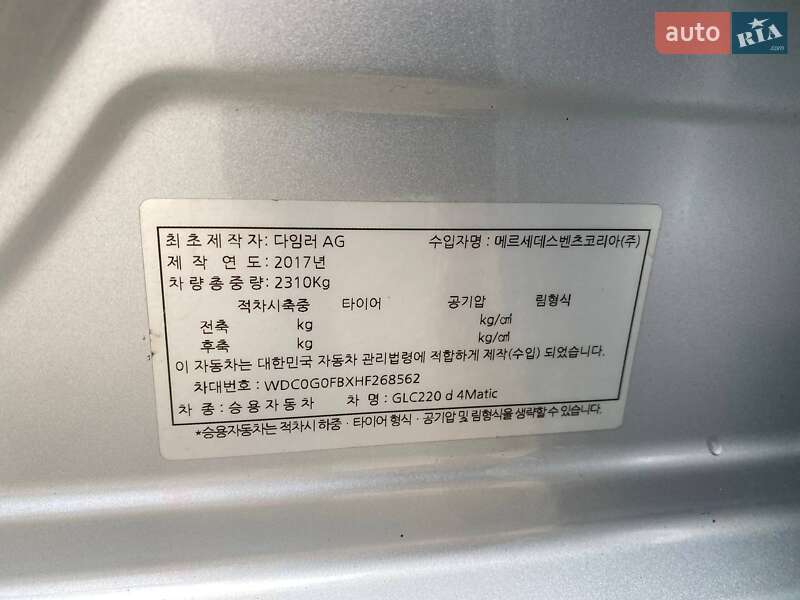 auto RIA.com
최초제작자: 다임러 AG 수입자명 : 메르세데스벤츠코리아(주)
제작연도: 2017년
차량총중량: 2310Kg
적차시축중 타이어 공기압 림형식
전축 kg kg/㎠
후축 kg kg/㎠
이 자동차는 대한민국 자동차 관리법령에 적합하게 제작(수입) 되었습니다.
차대번호 : WDC0G0FBXHF268562
차 종 : 승용자동차 차 명 : GLC220 d 4Matic
*승용자동차는 적차시 하중 · 타이어 형식 · 공기압 및 림형식을 생략할 수 있습니다.